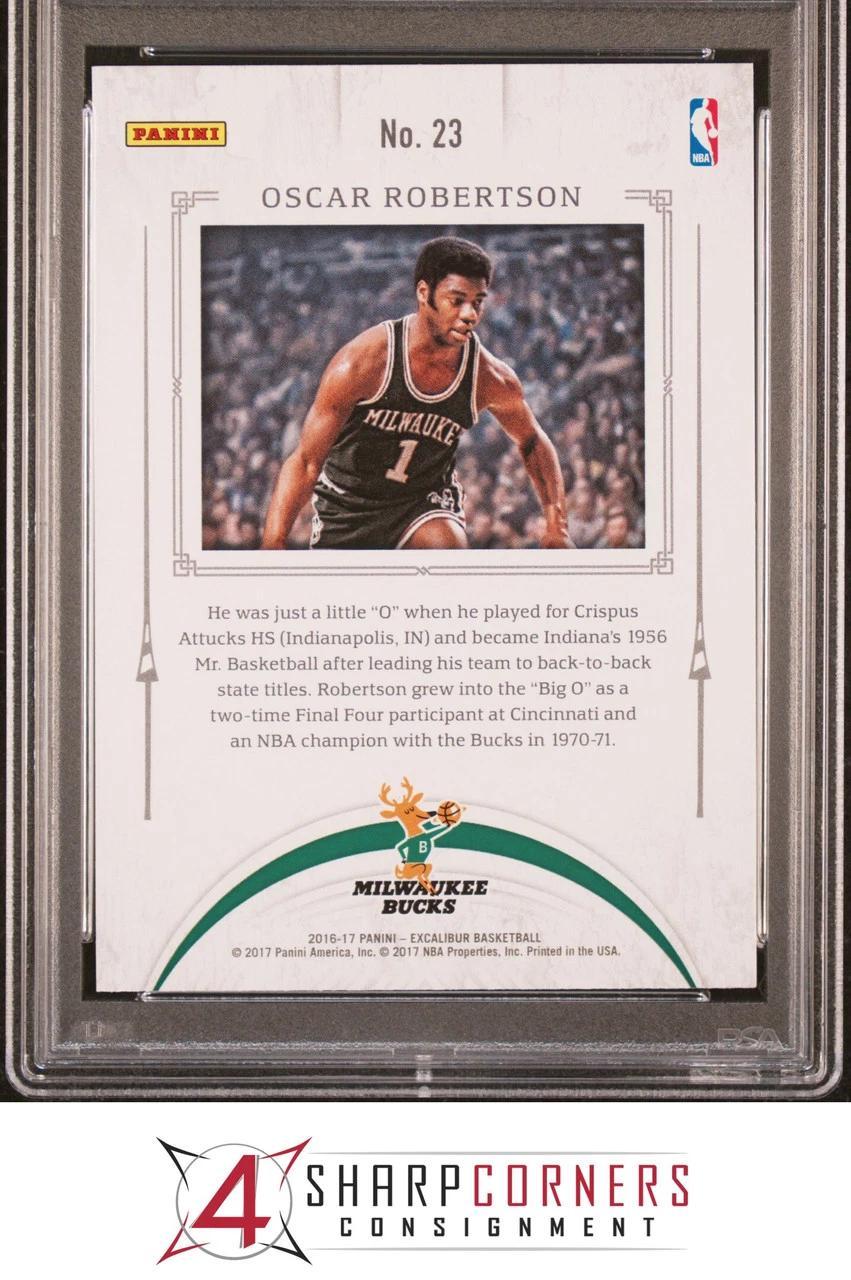 PANINI
No. 23
NBA
OSCAR ROBERTSON
MILWAUKE
1
He was just a little “O” when he played for Crispus
Attucks HS (Indianapolis, IN) and became Indiana’s 1956
Mr. Basketball after leading his team to back-to-back
state titles. Robertson grew into the “Big O” as a
two-time Final Four participant at Cincinnati and
an NBA champion with the Bucks in 1970-71.
B
MILWAUKEE
BUCKS
2016-17 PANINI – EXCALIBUR BASKETBALL
© 2017 Panini America, Inc. © 2017 NBA Properties, Inc. Printed in the USA.
PSA
4 SHARPCORNERS
CONSIGNMENT